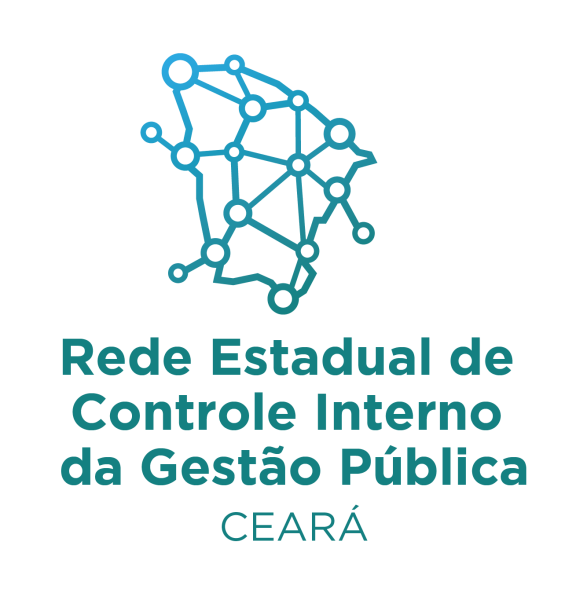 Rede Estadual de
Controle Interno
da Gestão Pública
CEARÁ